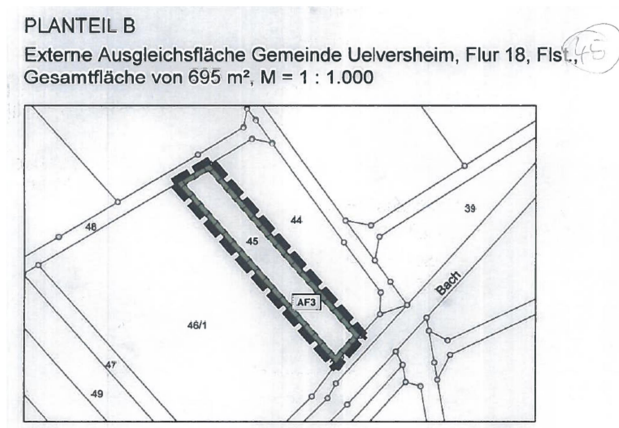 PLANTEIL B
Externe Ausgleichsfläche Gemeinde Uelversheim, Flur 18, Flst.,
45
Gesamtfläche von 695 m², M = 1 : 1.000
44
39
48
45
Bach
AF3
46/1
47
49